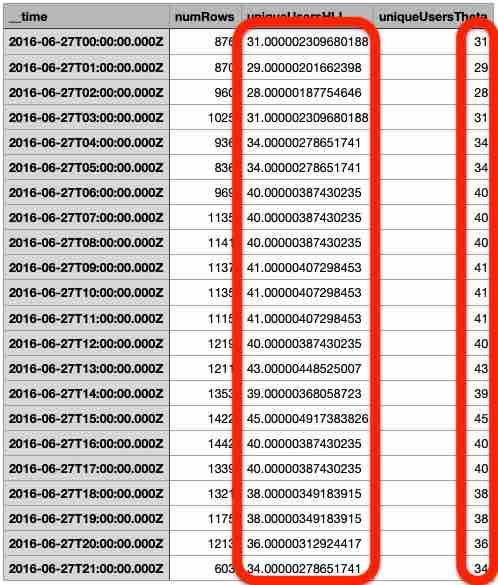 __time numRows uniqueUsersHLL uniqueUsersTheta
2016-06-27T00:00:00.000Z 876 31.000002309680188 31
2016-06-27T01:00:00.000Z 870 29.00000201662398 29
2016-06-27T02:00:00.000Z 960 28.00000187754646 28
2016-06-27T03:00:00.000Z 1025 31.000002309680188 31
2016-06-27T04:00:00.000Z 936 34.00000278651741 34
2016-06-27T05:00:00.000Z 836 34.00000278651741 34
2016-06-27T06:00:00.000Z 969 40.00000387430235 40
2016-06-27T07:00:00.000Z 1135 40.00000387430235 40
2016-06-27T08:00:00.000Z 1141 40.00000387430235 40
2016-06-27T09:00:00.000Z 1137 41.00000407298453 41
2016-06-27T10:00:00.000Z 1135 41.00000407298453 41
2016-06-27T11:00:00.000Z 1115 41.00000407298453 41
2016-06-27T12:00:00.000Z 1219 40.00000387430235 40
2016-06-27T13:00:00.000Z 1211 43.00000448525007 43
2016-06-27T14:00:00.000Z 1353 39.00000368058723 39
2016-06-27T15:00:00.000Z 1422 45.000004917383826 45
2016-06-27T16:00:00.000Z 1442 40.00000387430235 40
2016-06-27T17:00:00.000Z 1339 40.00000387430235 40
2016-06-27T18:00:00.000Z 1321 38.00000349183915 38
2016-06-27T19:00:00.000Z 1175 38.00000349183915 38
2016-06-27T20:00:00.000Z 1213 36.00000312924417 36
2016-06-27T21:00:00.000Z 603 34.00000278651741 34